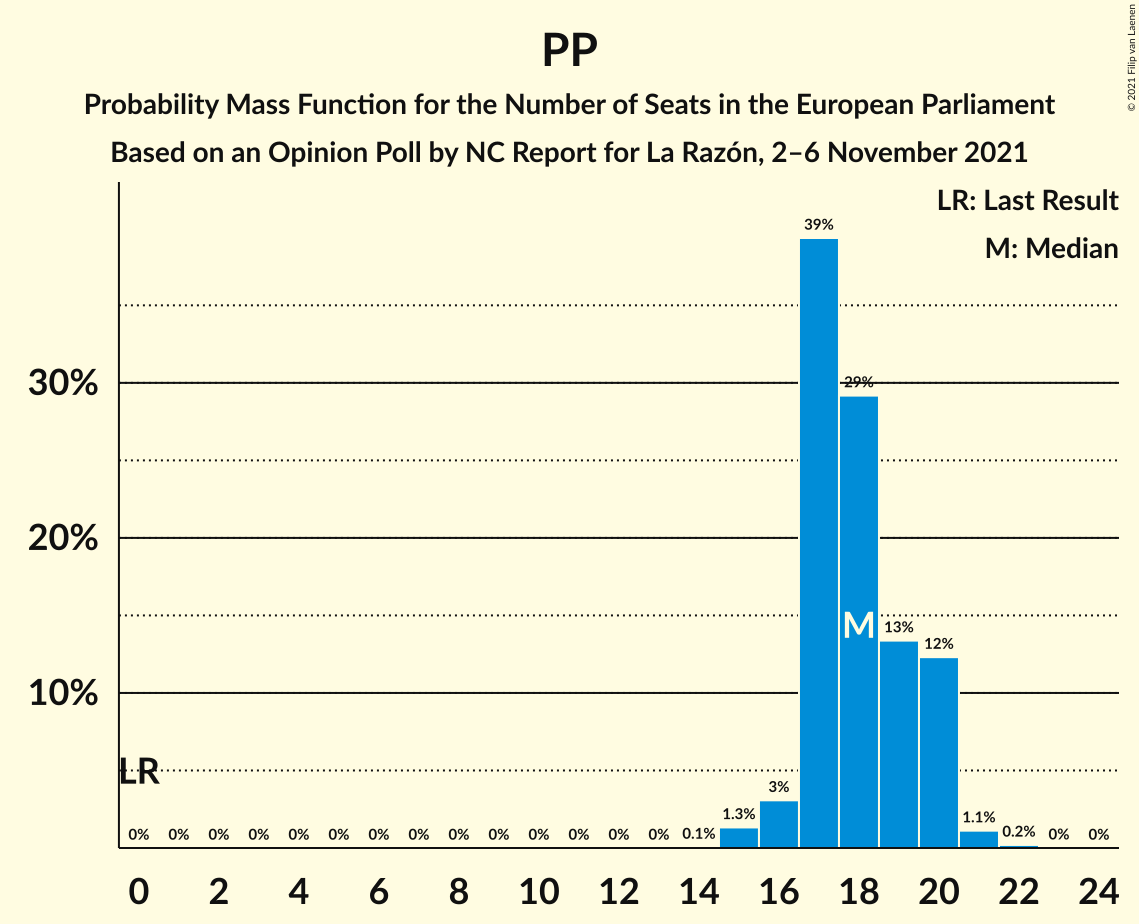 PP
Probability Mass Function for the Number of Seats in the European Parliament
Based on an Opinion Poll by NC Report for La Razón, 2–6 November 2021
© 2021 Filip van Laenen
LR: Last Result
M: Median
39%
30%
29%
20%
M
13%
12%
10%
LR
0% 0% 0% 0% 0% 0% 0% 0% 0% 0% 0% 0% 0% 0% 0.1% 1.3% 3% 1.1% 0.2% 0% 0%
0 2 4 6 8 10 12 14 16 18 20 22 24